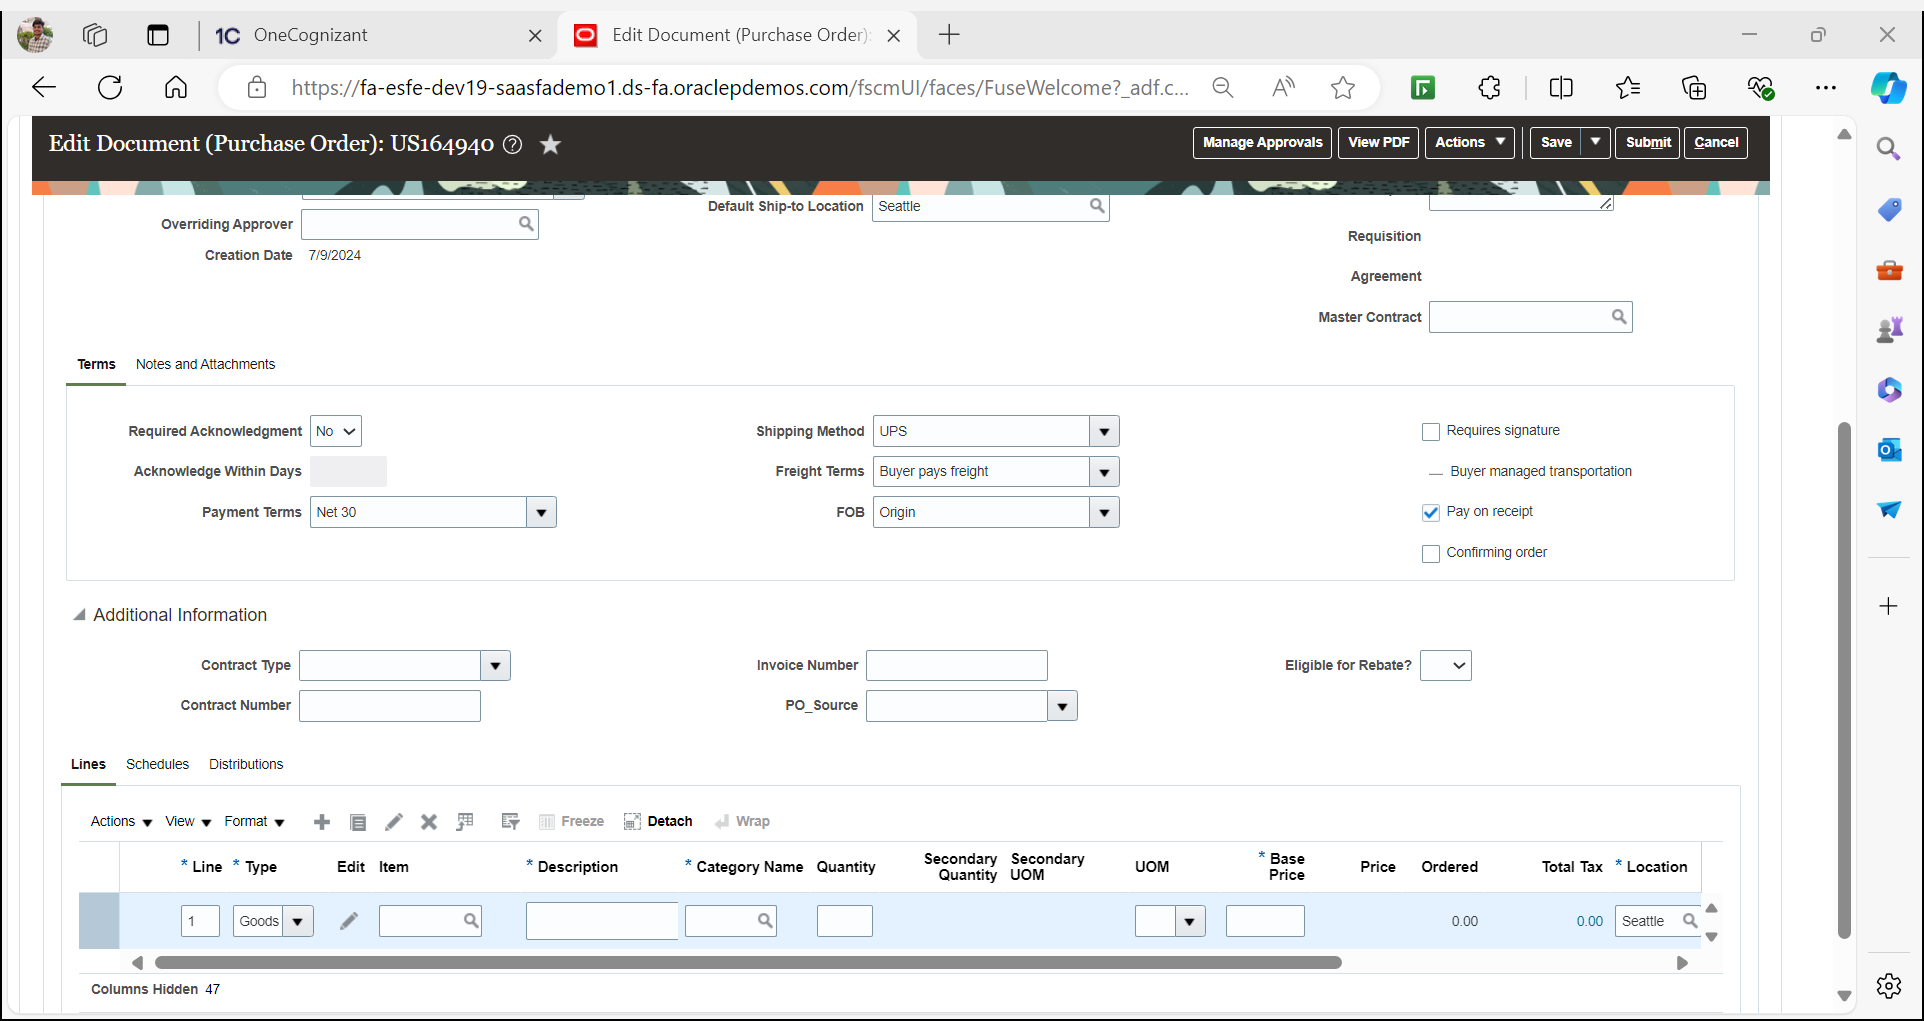 OneCognizant
Edit Document (Purchase Order):
https://fa-esfe-dev19-saasfademo1.ds-fa.oraclepdemos.com/fscmUI/faces/FuseWelcome?_adf.c...
Edit Document (Purchase Order): US164940
Manage Approvals View PDF Actions Save Submit Cancel
Default Ship-to Location Seattle
Overriding Approver
Requisition
Creation Date 7/9/2024
Agreement
Master Contract
Terms Notes and Attachments
Required Acknowledgment No Shipping Method UPS Requires signature
Acknowledge Within Days Freight Terms Buyer pays freight Buyer managed transportation
Payment Terms Net 30 FOB Origin Pay on receipt
Confirming order
Additional Information
Contract Type Invoice Number Eligible for Rebate?
Contract Number PO_Source
Lines Schedules Distributions
Actions View Format Freeze Detach Wrap
* Line * Type Edit Item * Description * Category Name Quantity Secondary Quantity Secondary UOM UOM * Base Price Price Ordered Total Tax * Location
1 Goods 0.00 0.00 Seattle
Columns Hidden 47